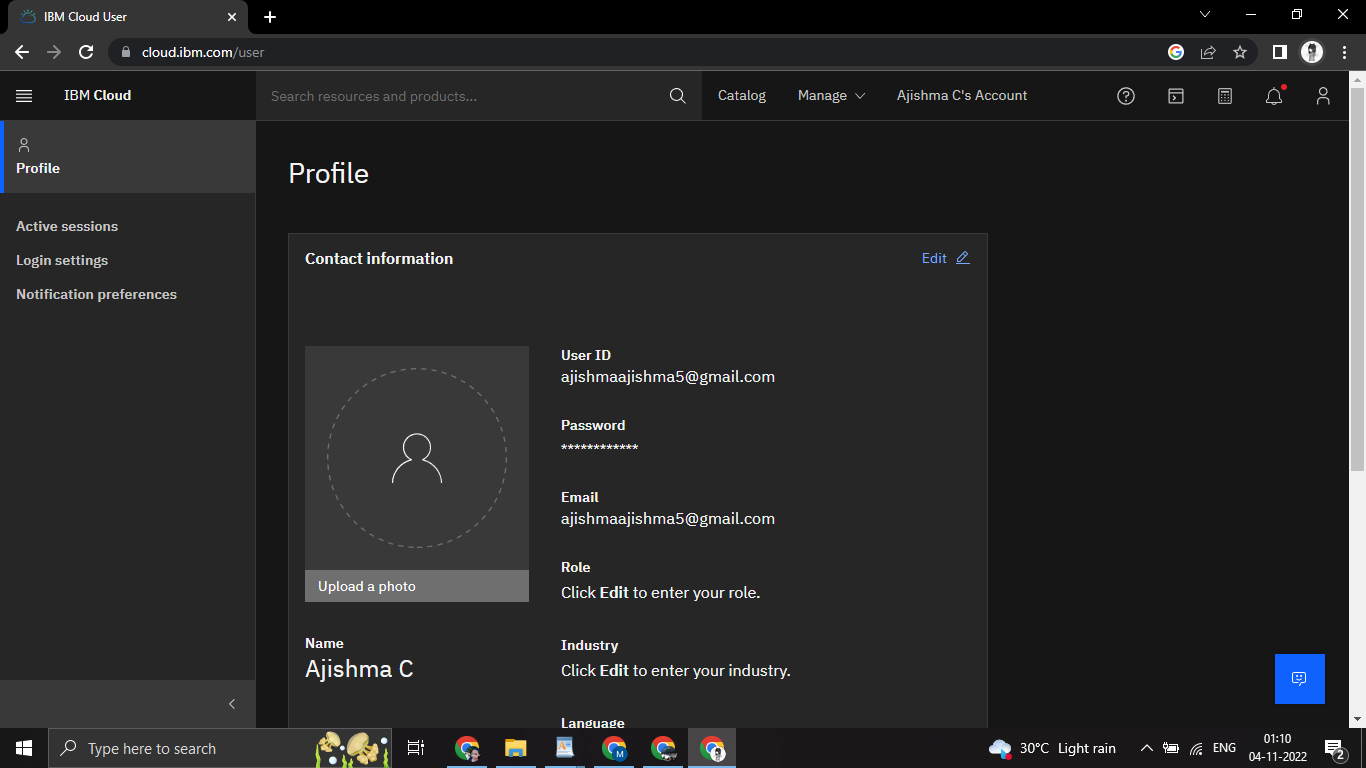 IBM Cloud User
cloud.ibm.com/user
IBM Cloud
Search resources and products...
Catalog
Manage
Ajishma C's Account
Profile
Active sessions
Login settings
Notification preferences
Profile
Contact information
Edit
Upload a photo
Name
Ajishma C
User ID
ajishmaajishma5@gmail.com
Password
************
Email
ajishmaajishma5@gmail.com
Role
Click Edit to enter your role.
Industry
Click Edit to enter your industry.
Language
Type here to search
M
30°C Light rain
ENG
01:10
04-11-2022
2